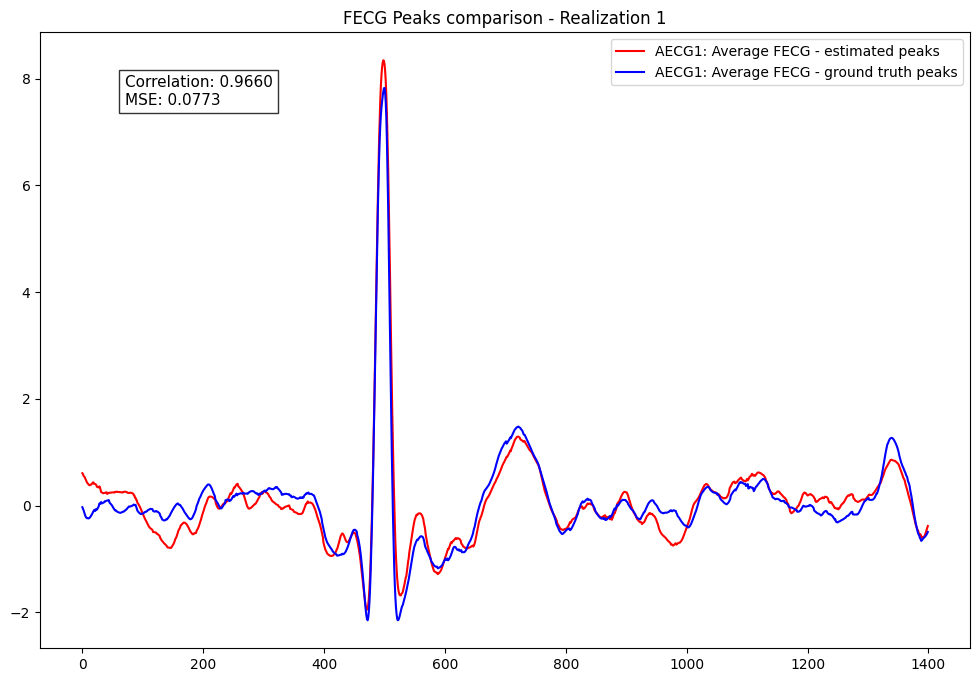 FECG Peaks comparison - Realization 1
AECG1: Average FECG - estimated peaks
AECG1: Average FECG - ground truth peaks
Correlation: 0.9660
MSE: 0.0773
8
6
4
2
0
−2
0 200 400 600 800 1000 1200 1400